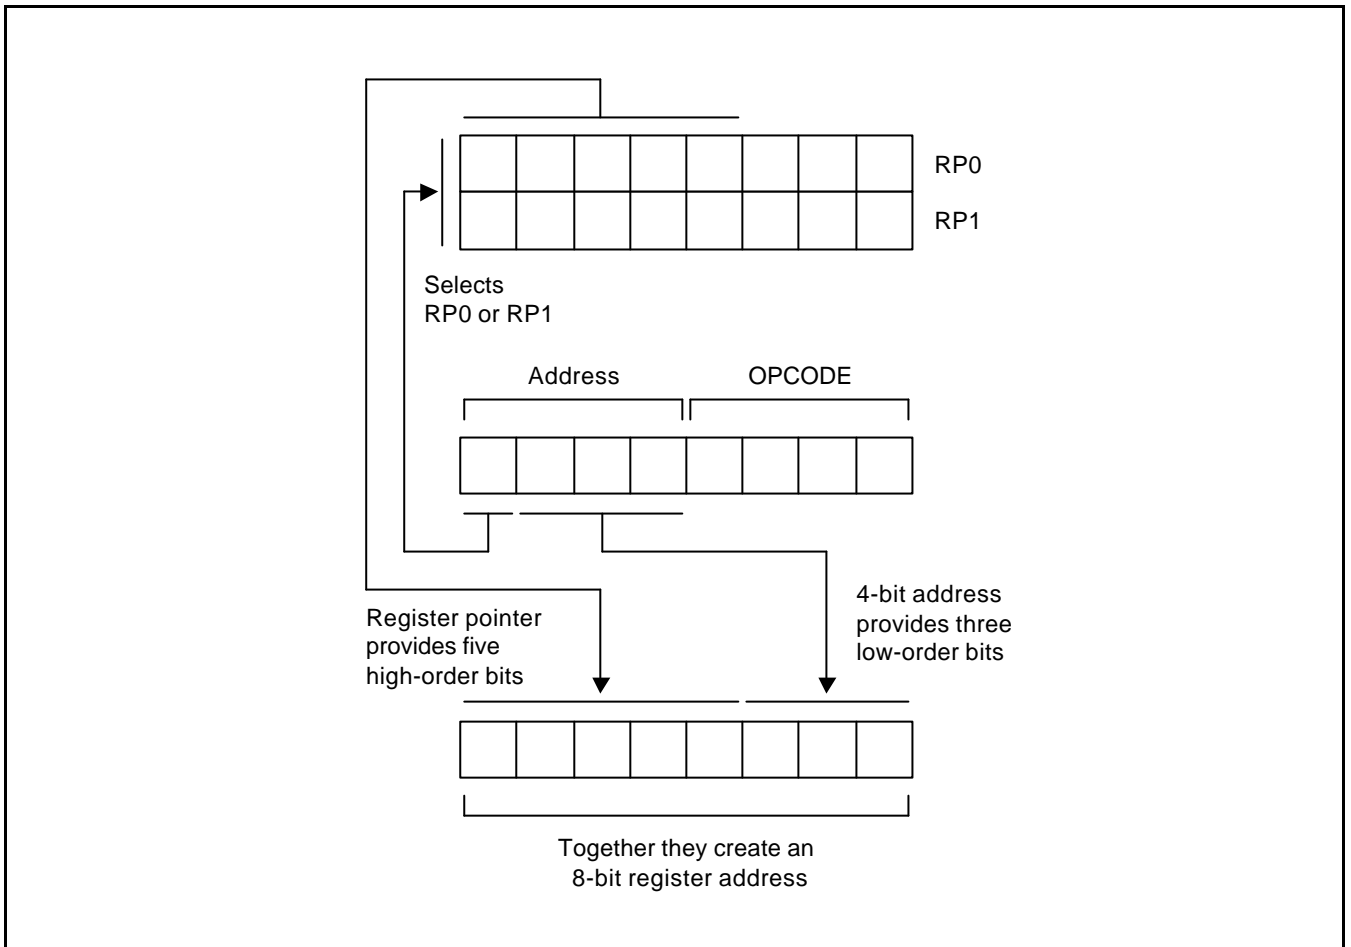 RP0
RP1
Selects
RP0 or RP1
Address
OPCODE
Register pointer
provides five
high-order bits
4-bit address
provides three
low-order bits
Together they create an
8-bit register address